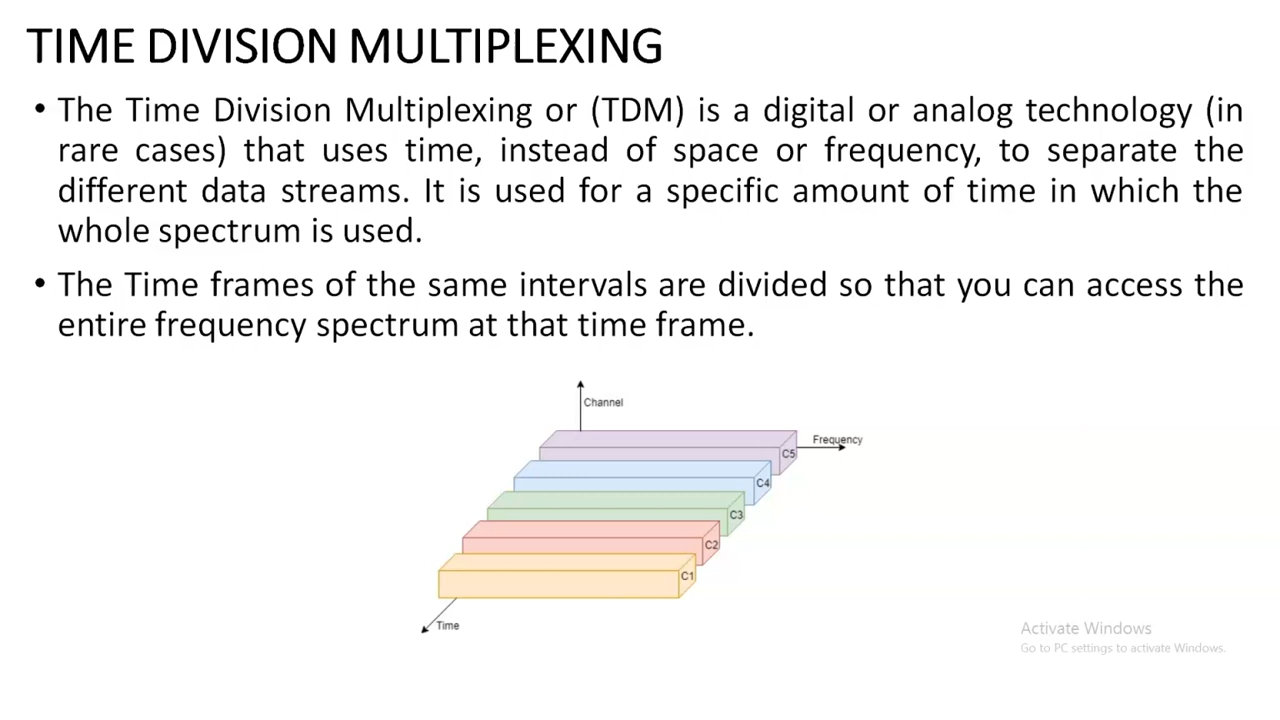 TIME DIVISION MULTIPLEXING
• The Time Division Multiplexing or (TDM) is a digital or analog technology (in
rare cases) that uses time, instead of space or frequency, to separate the
different data streams. It is used for a specific amount of time in which the
whole spectrum is used.
• The Time frames of the same intervals are divided so that you can access the
entire frequency spectrum at that time frame.
Channel
Frequency
C5
C4
C3
C2
C1
Time
Activate Windows
Go to PC settings to activate Windows.